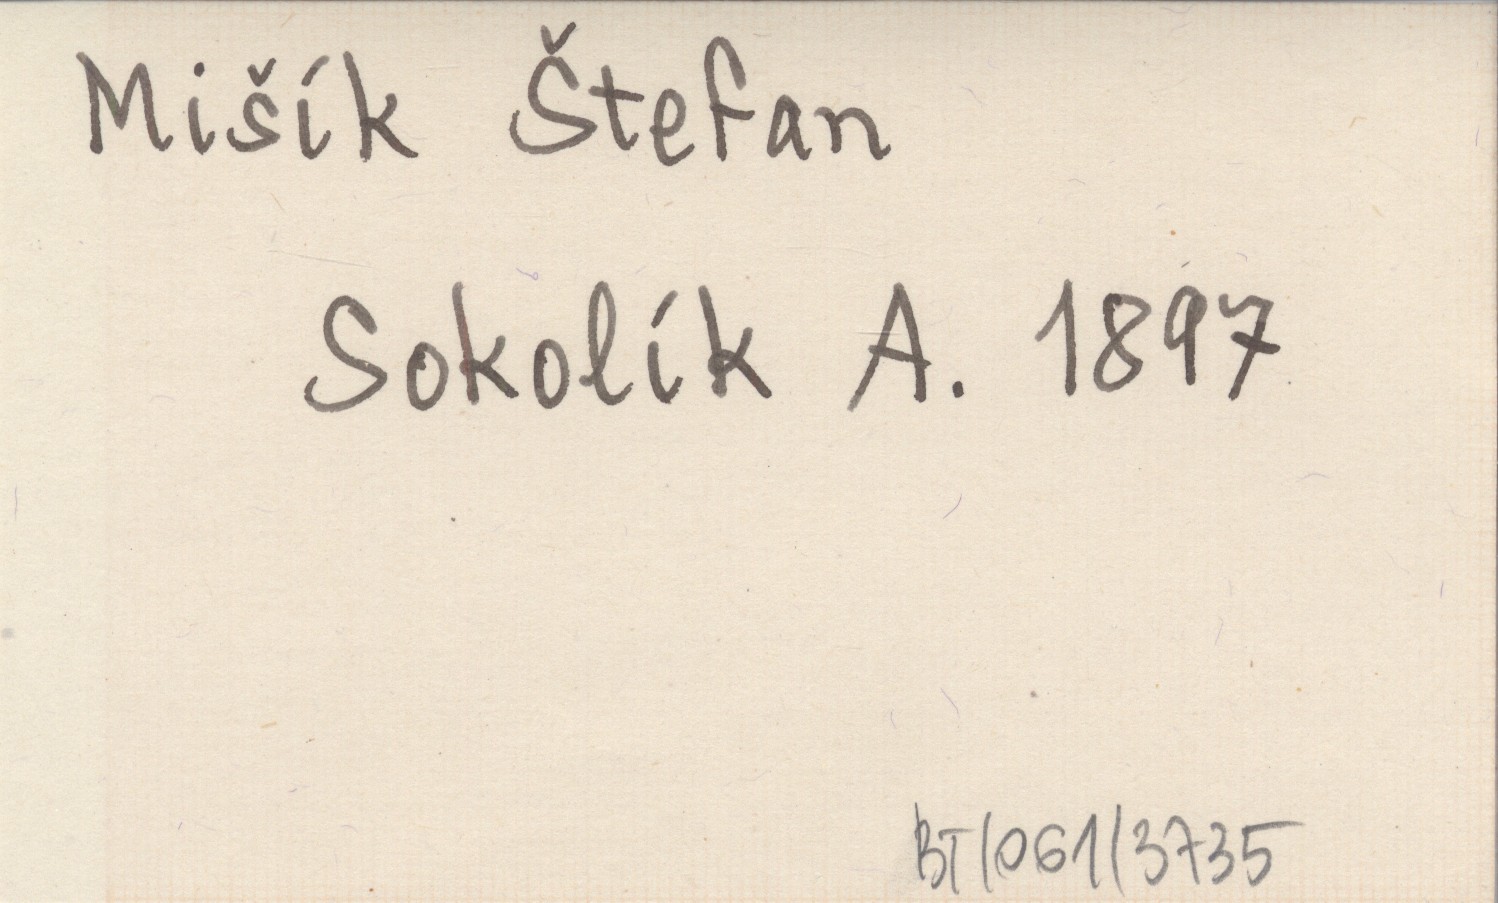 Mišík Štefan
Sokolík A. 1897
BT/061/3735